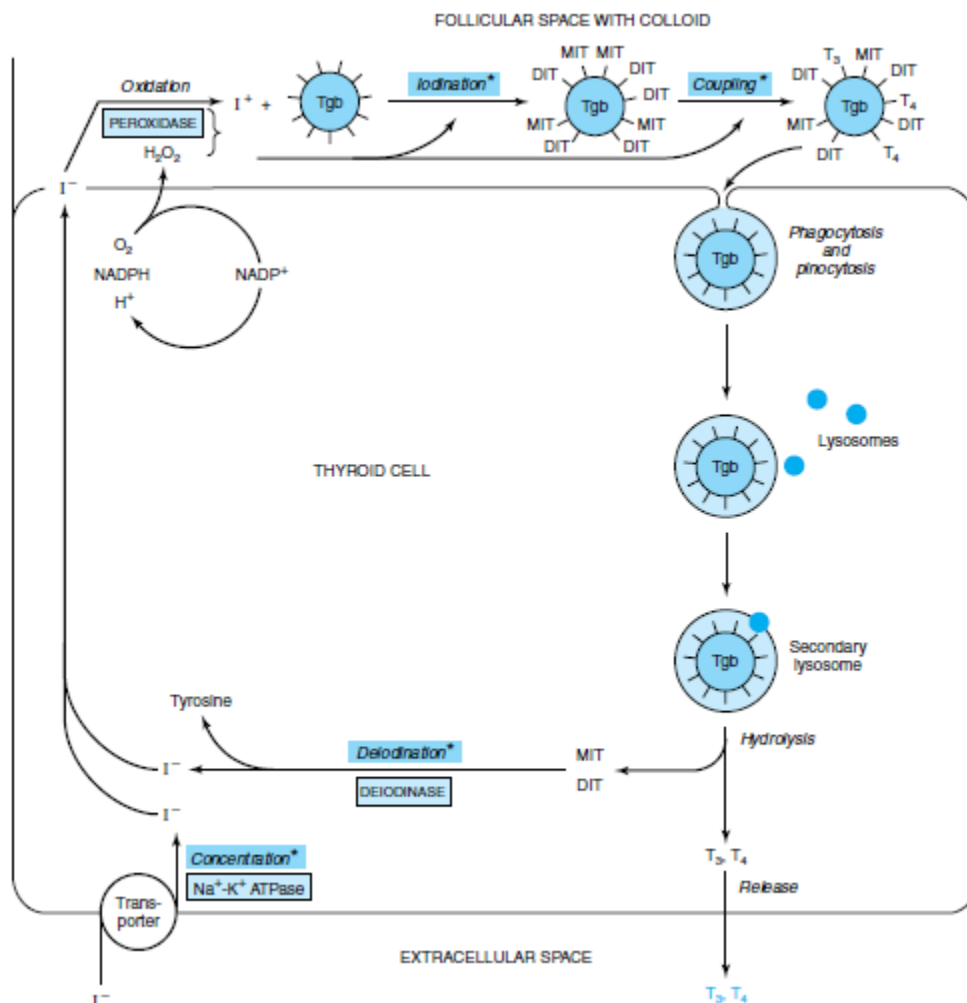 FOLLICULAR SPACE WITH COLLOID
Oxidation
PEROXIDASE
H₂O₂
I⁺ +
Tgb
Iodination*
MIT MIT
DIT DIT
Tgb
DIT
MIT MIT
DIT DIT
Coupling*
T₃ MIT
DIT DIT
Tgb
T₄
MIT DIT
DIT T₄
I⁻
O₂
NADPH
H⁺
NADP⁺
Tgb
Phagocytosis
and
pinocytosis
Tgb
Lysosomes
THYROID CELL
Tgb
Secondary
lysosome
Hydrolysis
Tyrosine
Deiodination*
DEIODINASE
MIT
DIT
I⁻
I⁻
Concentration*
Na⁺-K⁺ ATPase
Trans-
porter
T₃, T₄
Release
EXTRACELLULAR SPACE
I⁻
T₃, T₄